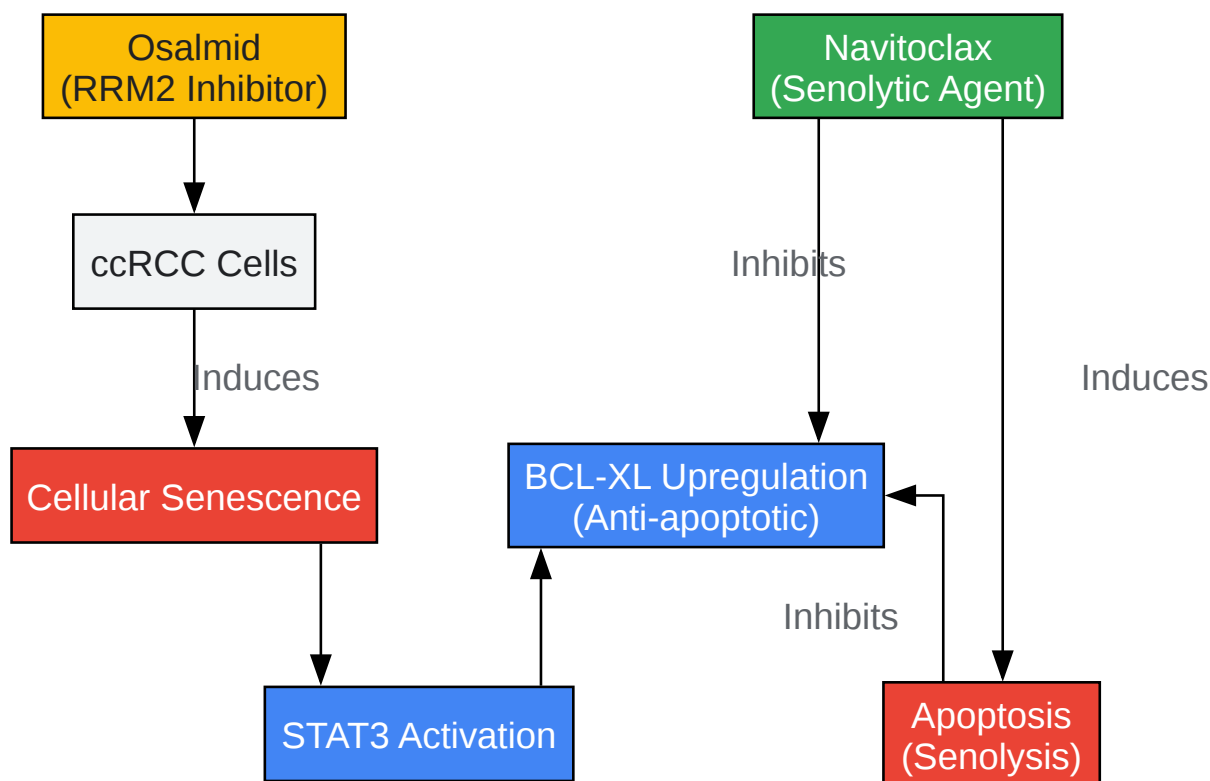 Osalmid
(RRM2 Inhibitor)
Navitoclax
(Senolytic Agent)
ccRCC Cells
Inhibits
Induces
Induces
Cellular Senescence
BCL-XL Upregulation
(Anti-apoptotic)
Inhibits
STAT3 Activation
Apoptosis
(Senolysis)